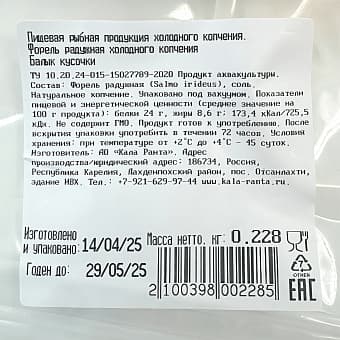 Пищевая рыбная продукция холодного копчения.
Форель радужная холодного копчения
Балык кусочки
ТУ 10.20.24-015-15027789-2020 Продукт аквакультуры.
Состав: Форель радужная (Salmo irideus), соль.
Натуральное копчение. Упаковано под вакуумом. Показатели
пищевой и энергетической ценности (среднее значение на
100 г продукта): белки 24 г, жиры 8,6 г; 173,4 кКал/725,5
кДж. Не содержит ГМО. Продукт готов к употреблению. После
вскрытия упаковки употребить в течении 72 часов. Условия
хранения: при температуре от +2°C до +4°C - 45 суток.
Изготовитель: АО «Кала Ранта». Адрес
производства/юридический адрес: 186734, Россия,
Республика Карелия, Лахденпохский район, пос. Отсанлахти,
здание ИВХ. Тел.: +7-921-629-97-44 www.kala-ranta.ru.
Изготовлено
и упаковано: 14/04/25 Масса нетто, кг: 0.228
Годен до: 29/05/25
2 100398 002285
7
OTHER
EAC